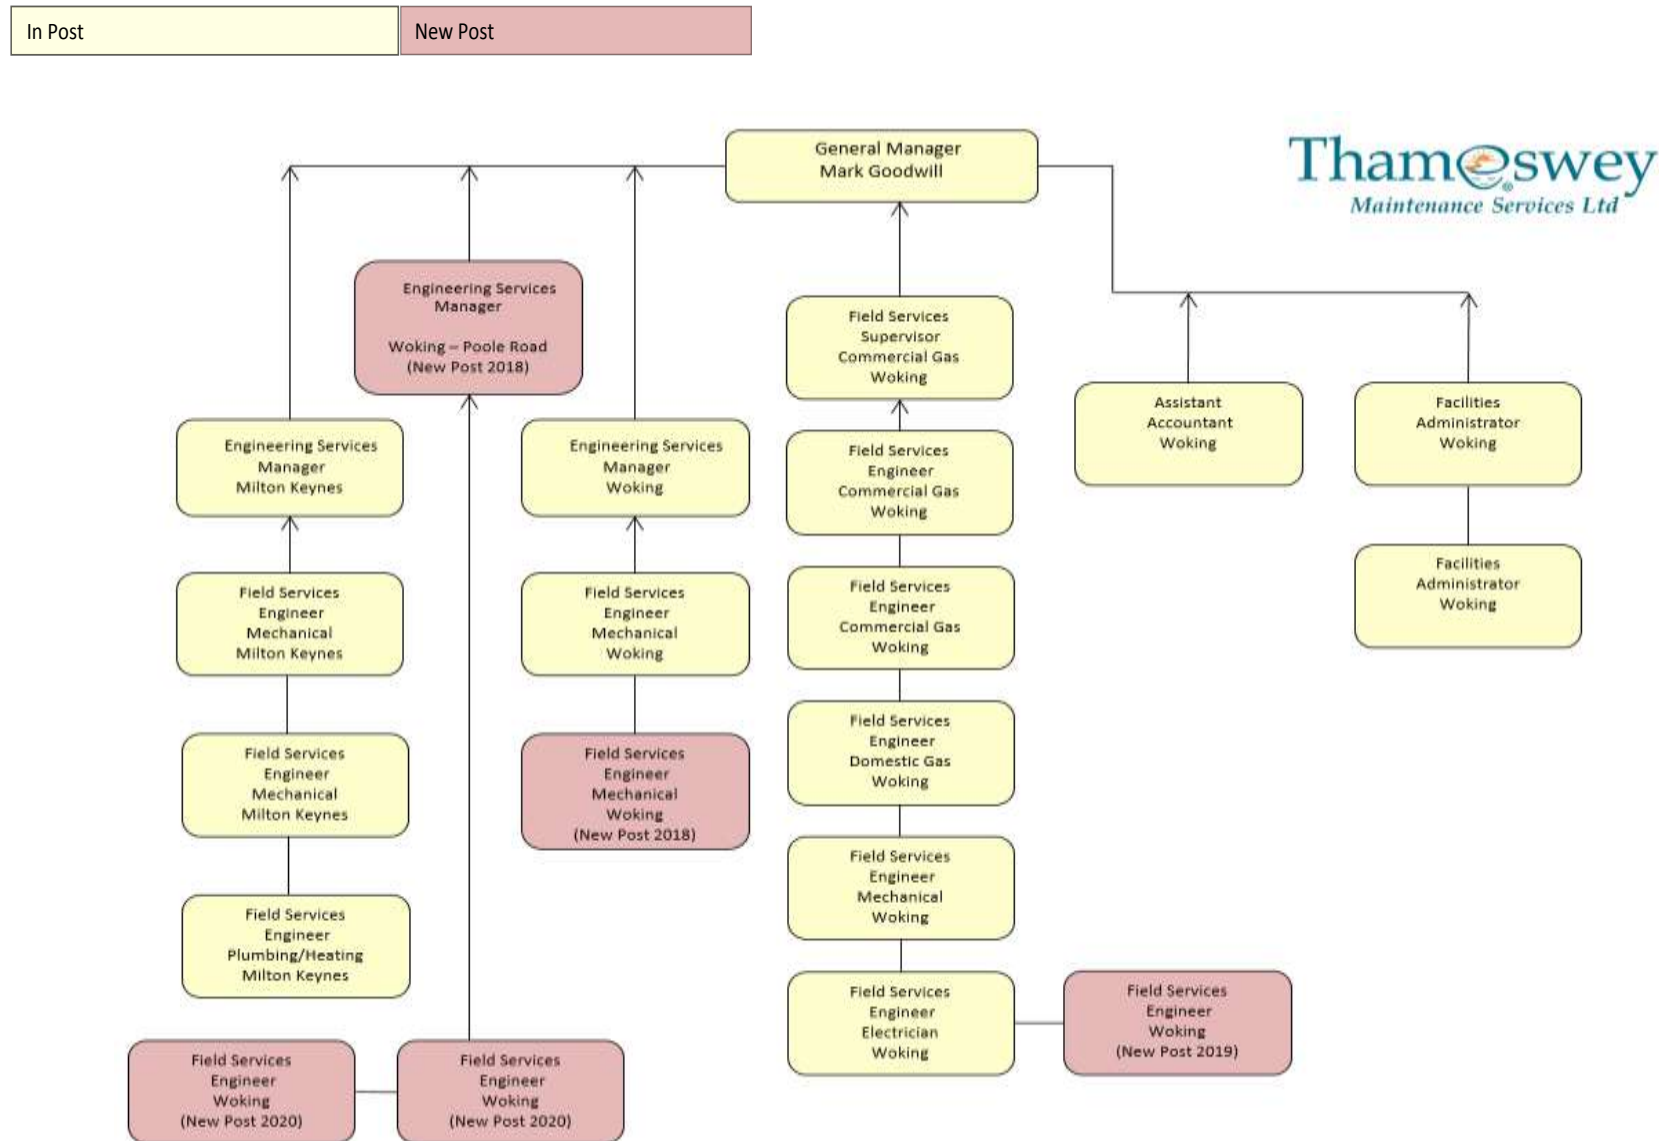 In Post
New Post
General Manager
Mark Goodwill
Thameswey
Maintenance Services Ltd
Engineering Services
Manager
Woking – Poole Road
(New Post 2018)
Field Services
Supervisor
Commercial Gas
Woking
Assistant
Accountant
Woking
Facilities
Administrator
Woking
Engineering Services
Manager
Milton Keynes
Engineering Services
Manager
Woking
Field Services
Engineer
Commercial Gas
Woking
Facilities
Administrator
Woking
Field Services
Engineer
Mechanical
Milton Keynes
Field Services
Engineer
Mechanical
Woking
Field Services
Engineer
Commercial Gas
Woking
Field Services
Engineer
Domestic Gas
Woking
Field Services
Engineer
Mechanical
Milton Keynes
Field Services
Engineer
Mechanical
Woking
(New Post 2018)
Field Services
Engineer
Mechanical
Woking
Field Services
Engineer
Plumbing/Heating
Milton Keynes
Field Services
Engineer
Electrician
Woking
Field Services
Engineer
Woking
(New Post 2019)
Field Services
Engineer
Woking
(New Post 2020)
Field Services
Engineer
Woking
(New Post 2020)